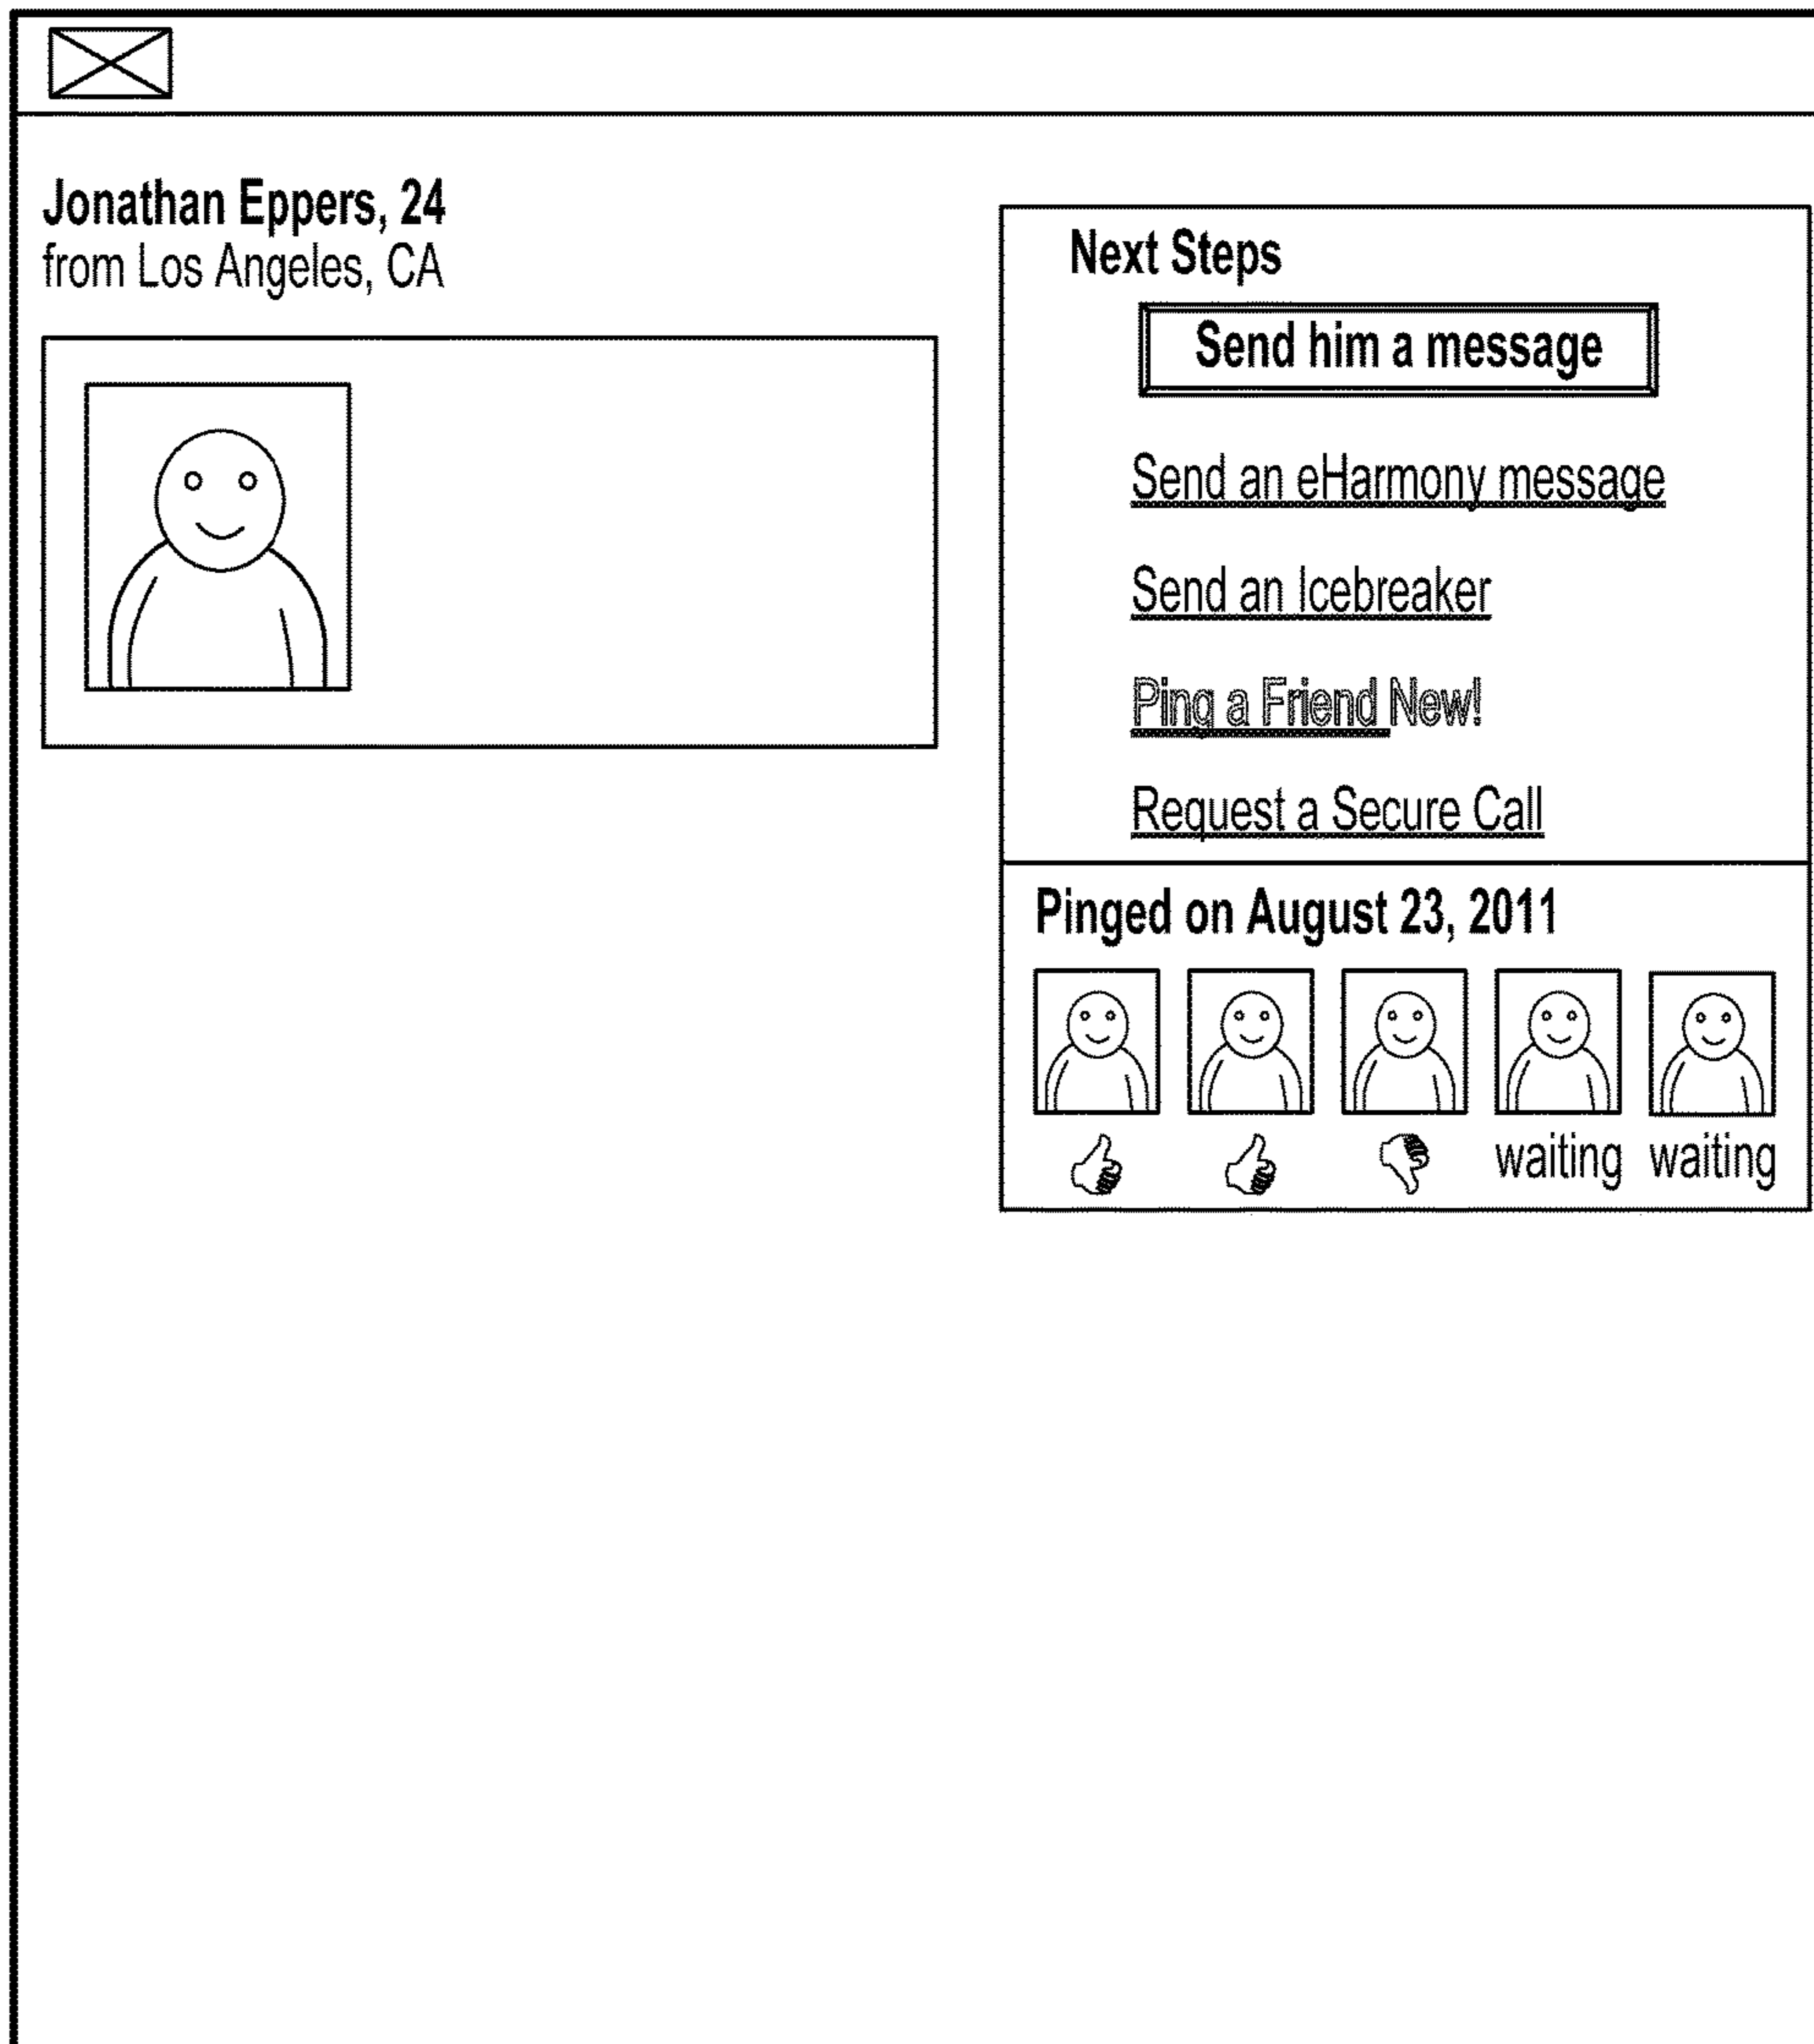 Jonathan Eppers, 24
from Los Angeles, CA
Next Steps
Send him a message
Send an eHarmony message
Send an Icebreaker
Ping a Friend New!
Request a Secure Call
Pinged on August 23, 2011
waiting waiting